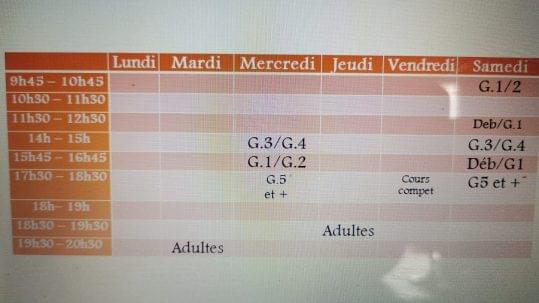 Lundi Mardi Mercredi Jeudi Vendredi Samedi
9h45 – 10h45 G.1/2
10h30 – 11h30
11h30 – 12h30 Deb/G.1
14h – 15h G.3/G.4 G.3/G.4
15h45 – 16h45 G.1/G.2 Déb/G1
17h30 – 18h30 G.5 Cours G5 et +
et + compet
18h – 19h
18h30 – 19h30 Adultes
19h30 – 20h30 Adultes